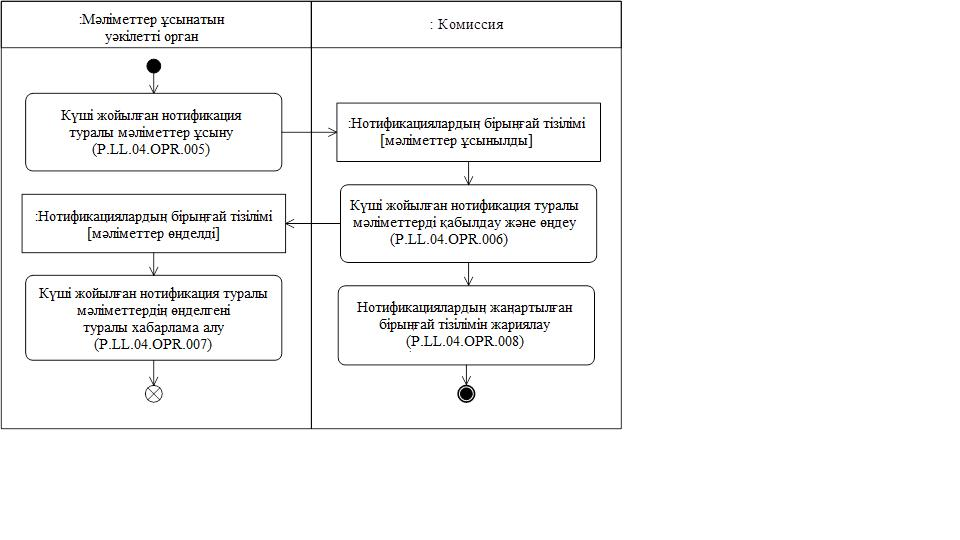 :Мәліметтер ұсынатын
уәкілетті орган
: Комиссия
Күші жойылған нотификация
туралы мәліметтер ұсыну
(P.LL.04.OPR.005)
:Нотификациялардың бірыңғай тізілімі
[мәліметтер ұсынылды]
Күші жойылған нотификация туралы
мәліметтерді қабылдау және өңдеу
(P.LL.04.OPR.006)
:Нотификациялардың бірыңғай тізілімі
[мәліметтер өңделді]
Күші жойылған нотификация туралы
мәліметтердің өңделгені
туралы хабарлама алу
(P.LL.04.OPR.007)
Нотификациялардың жаңартылған
бірыңғай тізілімін жариялау
(P.LL.04.OPR.008)